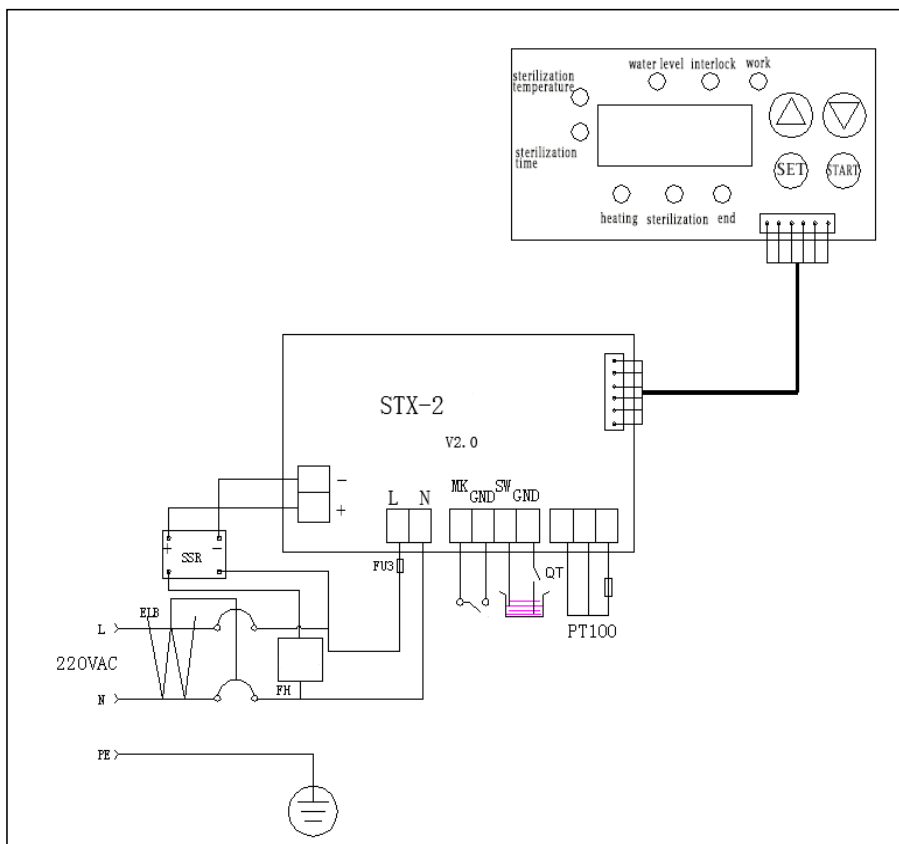 water level interlock work
sterilization
temperature
sterilization
time
SET START
heating sterilization end
STX-2
V2.0
−
+
L N
MK
GND
SW
GND
+ −
SSR
FU3
QT
PT100
ELB
L
220VAC
N
FH
PE